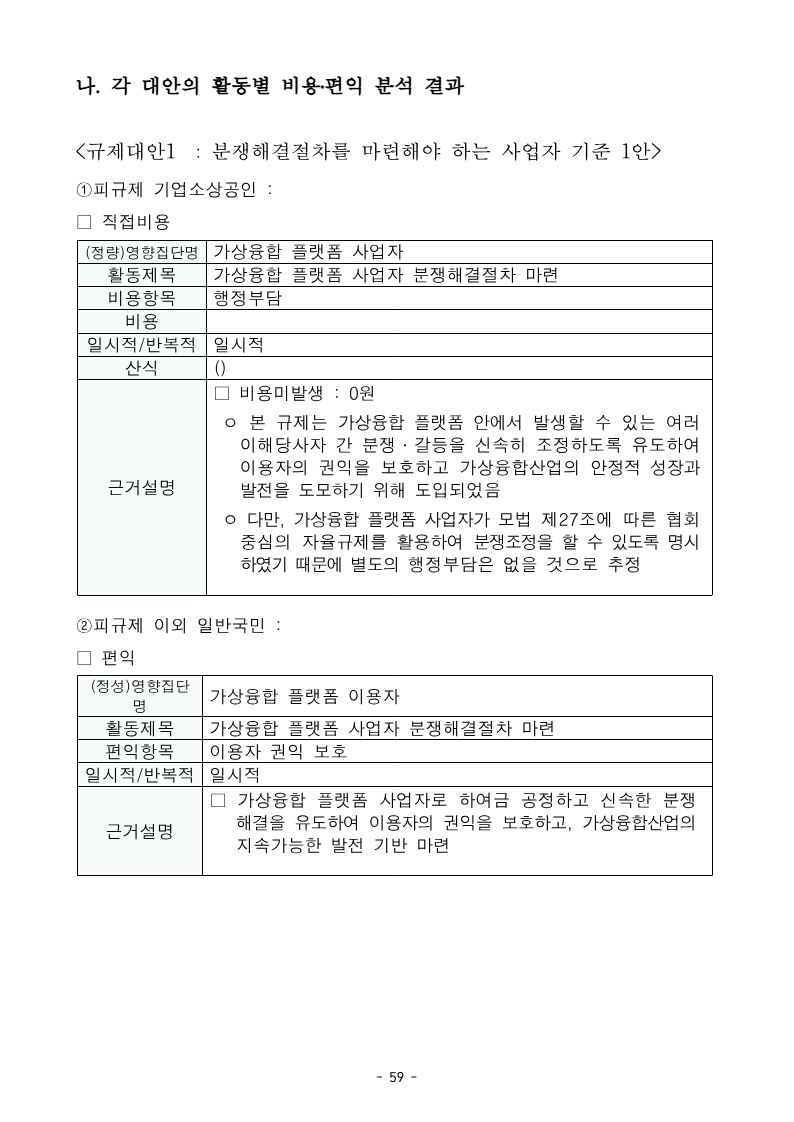 나. 각 대안의 활동별 비용·편익 분석 결과
<규제대안1 : 분쟁해결절차를 마련해야 하는 사업자 기준 1안>
①피규제 기업소상공인 :
□ 직접비용
(정량)영향집단명 가상융합 플랫폼 사업자
활동제목 가상융합 플랫폼 사업자 분쟁해결절차 마련
비용항목 행정부담
비용
일시적/반복적 일시적
산식 ()
근거설명
□ 비용미발생 : 0원
ㅇ 본 규제는 가상융합 플랫폼 안에서 발생할 수 있는 여러
이해당사자 간 분쟁·갈등을 신속히 조정하도록 유도하여
이용자의 권익을 보호하고 가상융합산업의 안정적 성장과
발전을 도모하기 위해 도입되었음
ㅇ 다만, 가상융합 플랫폼 사업자가 모법 제27조에 따른 협회
중심의 자율규제를 활용하여 분쟁조정을 할 수 있도록 명시
하였기 때문에 별도의 행정부담은 없을 것으로 추정
②피규제 이외 일반국민 :
□ 편익
(정성)영향집단
명
가상융합 플랫폼 이용자
활동제목 가상융합 플랫폼 사업자 분쟁해결절차 마련
편익항목 이용자 권익 보호
일시적/반복적 일시적
근거설명
□ 가상융합 플랫폼 사업자로 하여금 공정하고 신속한 분쟁
해결을 유도하여 이용자의 권익을 보호하고, 가상융합산업의
지속가능한 발전 기반 마련
- 59 -